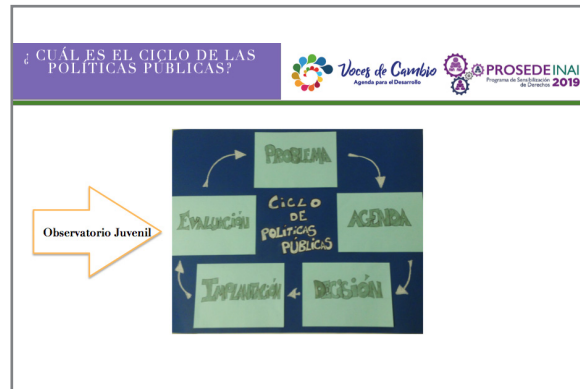 ¿ CUÁL ES EL CICLO DE LAS
POLÍTICAS PÚBLICAS?
Voces de Cambio
Agenda para el Desarrollo
PROSEDE INAI
Programa de Sensibilización
de Derechos 2019
Observatorio Juvenil
PROBLEMA
AGENDA
DECISIÓN
IMPLANTACIÓN
EVALUACIÓN
CICLO
DE
POLÍTICAS
PÚBLICAS